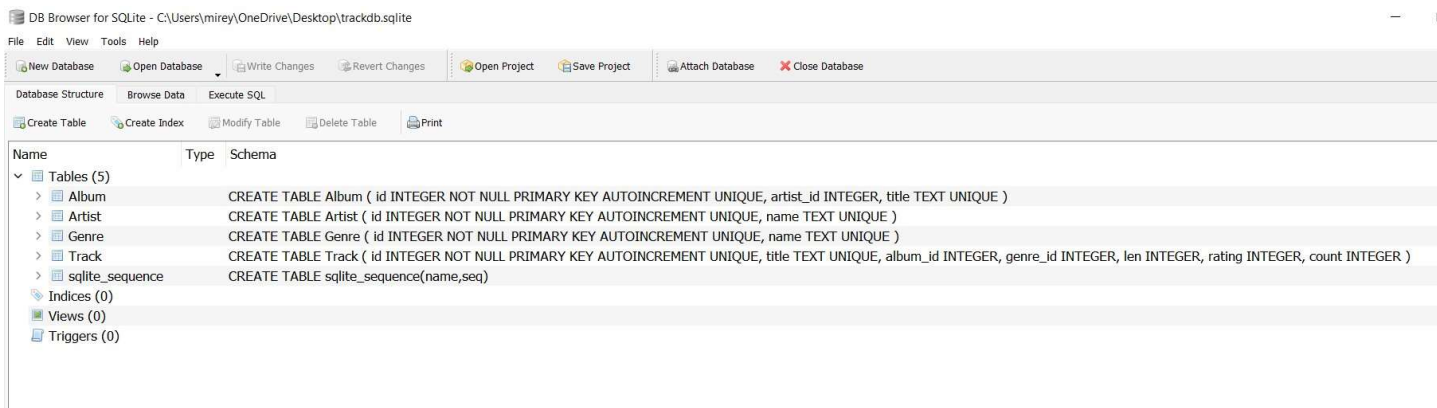 DB Browser for SQLite - C:\Users\mirey\OneDrive\Desktop\trackdb.sqlite
File Edit View Tools Help
New Database Open Database Write Changes Revert Changes Open Project Save Project Attach Database Close Database
Database Structure Browse Data Execute SQL
Create Table Create Index Modify Table Delete Table Print
Name Type Schema
Tables (5)
Album CREATE TABLE Album ( id INTEGER NOT NULL PRIMARY KEY AUTOINCREMENT UNIQUE, artist_id INTEGER, title TEXT UNIQUE )
Artist CREATE TABLE Artist ( id INTEGER NOT NULL PRIMARY KEY AUTOINCREMENT UNIQUE, name TEXT UNIQUE )
Genre CREATE TABLE Genre ( id INTEGER NOT NULL PRIMARY KEY AUTOINCREMENT UNIQUE, name TEXT UNIQUE )
Track CREATE TABLE Track ( id INTEGER NOT NULL PRIMARY KEY AUTOINCREMENT UNIQUE, title TEXT UNIQUE, album_id INTEGER, genre_id INTEGER, len INTEGER, rating INTEGER, count INTEGER )
sqlite_sequence CREATE TABLE sqlite_sequence(name,seq)
Indices (0)
Views (0)
Triggers (0)